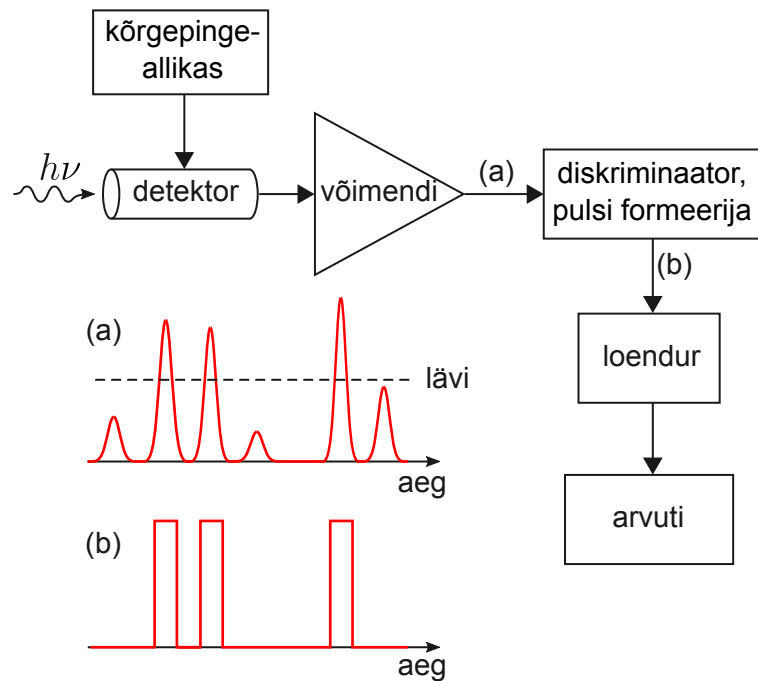 kõrgepinge-
allikas
hν
detektor
võimendi
(a)
diskriminaator,
pulsi formeerija
(b)
loendur
arvuti
(a)
lävi
aeg
(b)
aeg